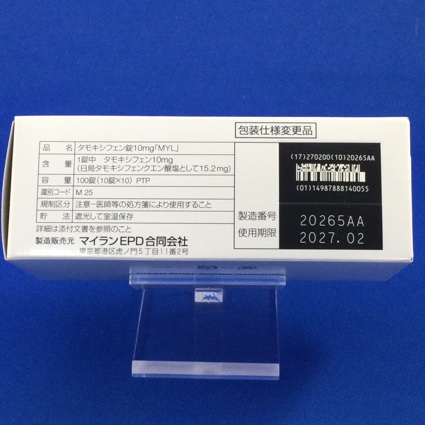 包装仕様変更品
品 名 タモキシフェン錠10mg「MYL」
含 量 1錠中 タモキシフェン10mg
(日局タモキシフェンクエン酸塩として15.2mg)
容 量 100錠(10錠×10) PTP
識別コード M 25
規制区分 注意-医師等の処方箋により使用すること
貯 法 遮光して室温保存
詳細は添付文書を参照のこと
製造販売元 マイランEPD合同会社
東京都港区虎ノ門5丁目11番2号
(17)270200(10)20265AA
(01)14987888140055
製造番号 20265AA
使用期限 2027.02